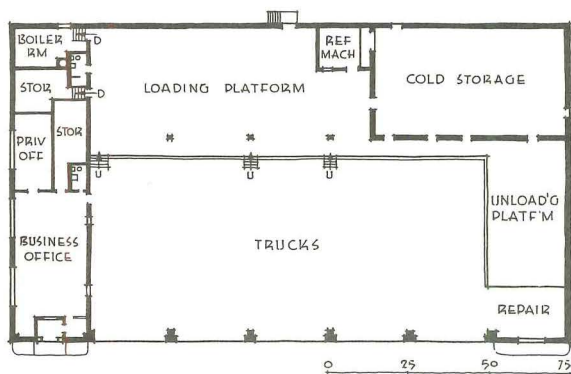 BOILER
RM
D
REF
MACH
COLD STORAGE
STOR
LOADING PLATFORM
D
PRIV
OFF
STOR
U
U
U
UNLOAD'G
PLATF'M
BUSINESS
OFFICE
TRUCKS
REPAIR
0 25 50 75